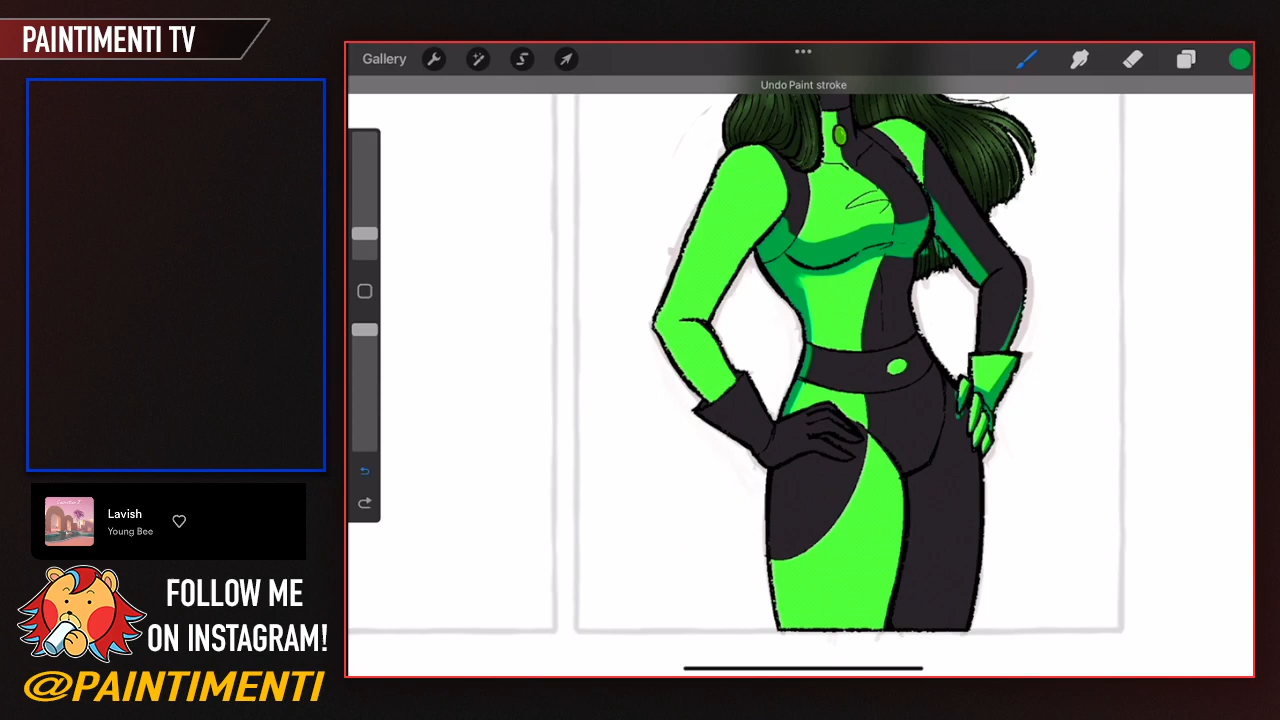 PAINTIMENTI TV
Gallery
Undo Paint stroke
Lavish
Young Bee
FOLLOW ME
ON INSTAGRAM!
@PAINTIMENTI